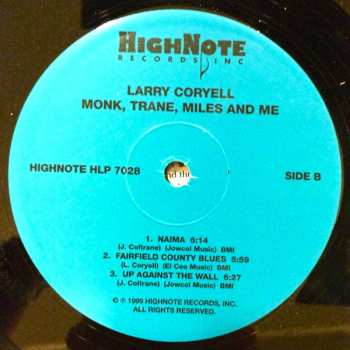 HIGHNOTE
RECORDS, INC
LARRY CORYELL
MONK, TRANE, MILES AND ME
HIGHNOTE HLP 7028
SIDE B
1. NAIMA 6:14
(J. Coltrane) (Jowcol Music) BMI
2. FAIRFIELD COUNTY BLUES 5:59
(L. Coryell) (El Cee Music) BMI
3. UP AGAINST THE WALL 6:27
(J. Coltrane) (Jowcol Music) BMI
© ℗ 1999 HIGHNOTE RECORDS, INC.
ALL RIGHTS RESERVED.